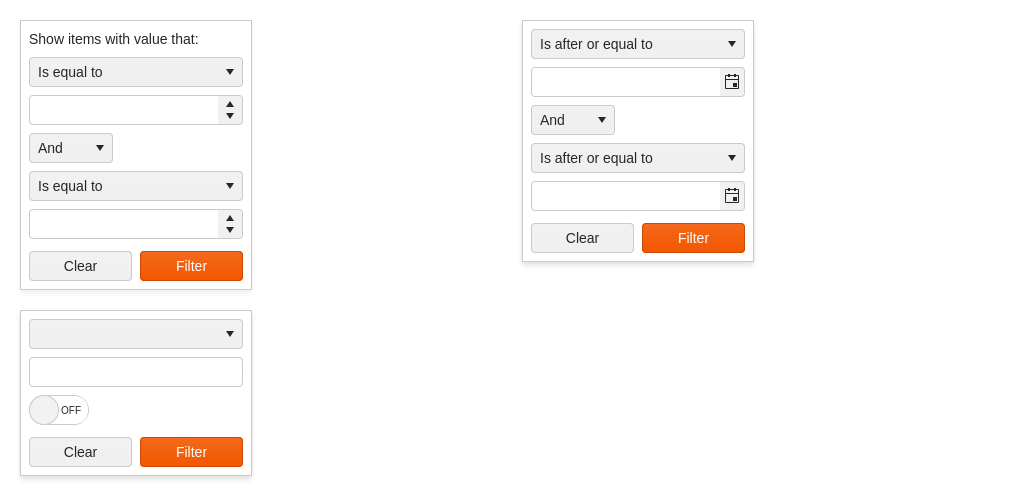 Show items with value that:
Is equal to
And
Is equal to
Clear Filter
Is after or equal to
And
Is after or equal to
Clear Filter
OFF
Clear Filter